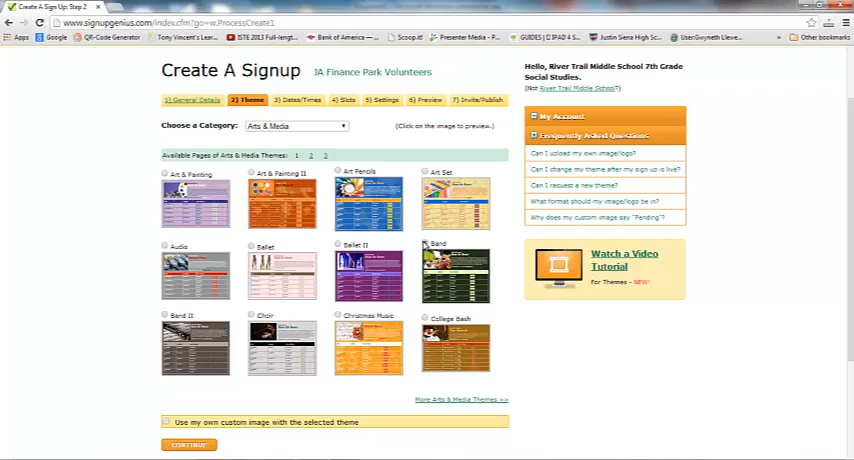 Create A Sign Up: Step 2
www.signupgenius.com/index.cfm?go=w.ProcessCreate1
Apps Google QR-Code Generator Tony Vincent's Lear... ISTE 2013 Full-lengt... Bank of America —... Scoop.it! Presenter Media - P... GUIDES | D IPAD 4 S... Justin Siena High Sc... User:Gwyneth Llewe... » Other bookmarks
Create A Signup JA Finance Park Volunteers
1) General Details 2) Theme 3) Dates/Times 4) Slots 5) Settings 6) Preview 7) Invite/Publish
Choose a Category: Arts & Media (Click on the image to preview.)
Available Pages of Arts & Media Themes: 1 2 3
Art & Painting Art & Painting II Art Pencils Art Set
Audio Ballet Ballet II Band
Band II Choir Christmas Music College Bash
More Arts & Media Themes >>
Use my own custom image with the selected theme
CONTINUE
Hello, River Trail Middle School 7th Grade
Social Studies.
(Not River Trail Middle School?)
My Account
Frequently Asked Questions
Can I upload my own image/logo?
Can I change my theme after my sign up is live?
Can I request a new theme?
What format should my image/logo be in?
Why does my custom image say "Pending"?
Watch a Video
Tutorial
For Themes - NEW!